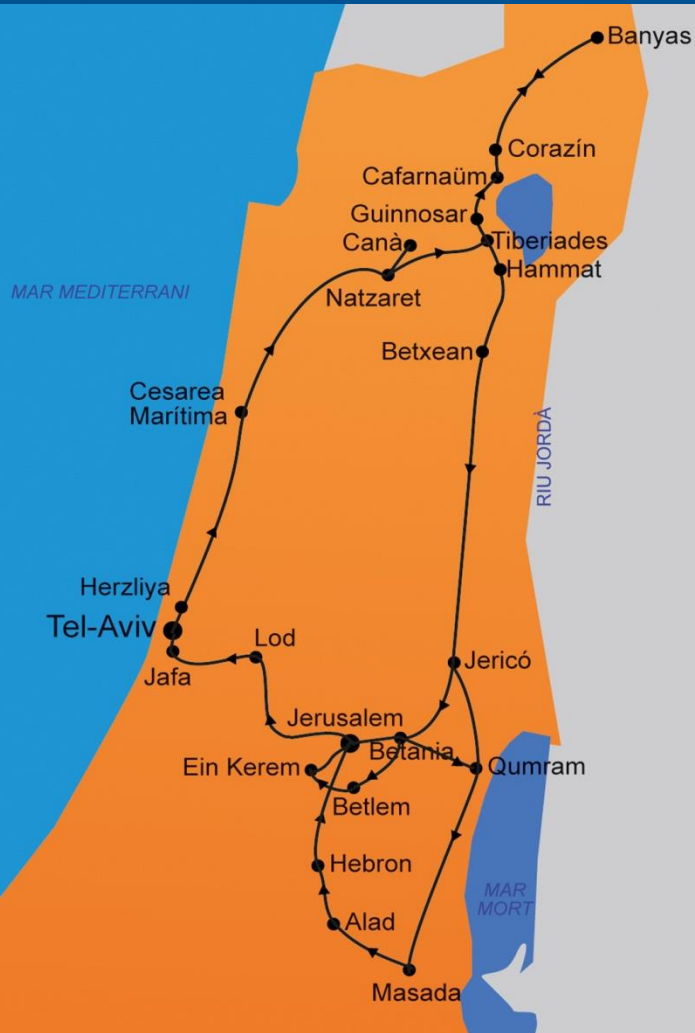 Banyas
Corazín
Cafarnaüm
Guinnosar
Canà
Tiberiades
Hammat
Natzaret
MAR MEDITERRANI
Betxean
Cesarea
Marítima
RIU JORDÀ
Herzliya
Tel-Aviv
Lod
Jericó
Jafa
Jerusalem
Betania
Ein Kerem
Qumram
Betlem
Hebron
MAR
MORT
Alad
Masada